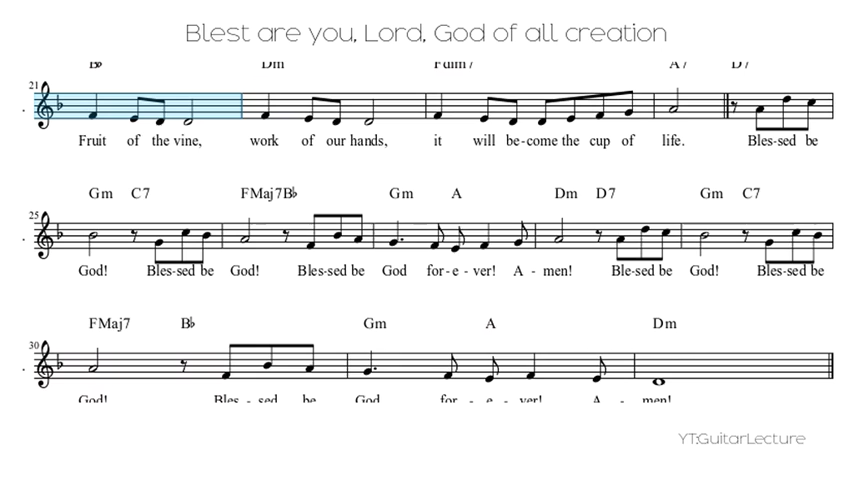 Blest are you, Lord, God of all creation
B♭ Dm Fdim7 A7 D7
21
Fruit of the vine, work of our hands, it will be-come the cup of life. Bles-sed be
Gm C7 FMaj7 B♭ Gm A Dm D7 Gm C7
25
God! Bles-sed be God! Bles-sed be God for-e-ver! A-men! Ble-sed be God! Bles-sed be
FMaj7 B♭ Gm A Dm
30
God! Bles-sed be God for-e-ver! A-men!
YT:GuitarLecture